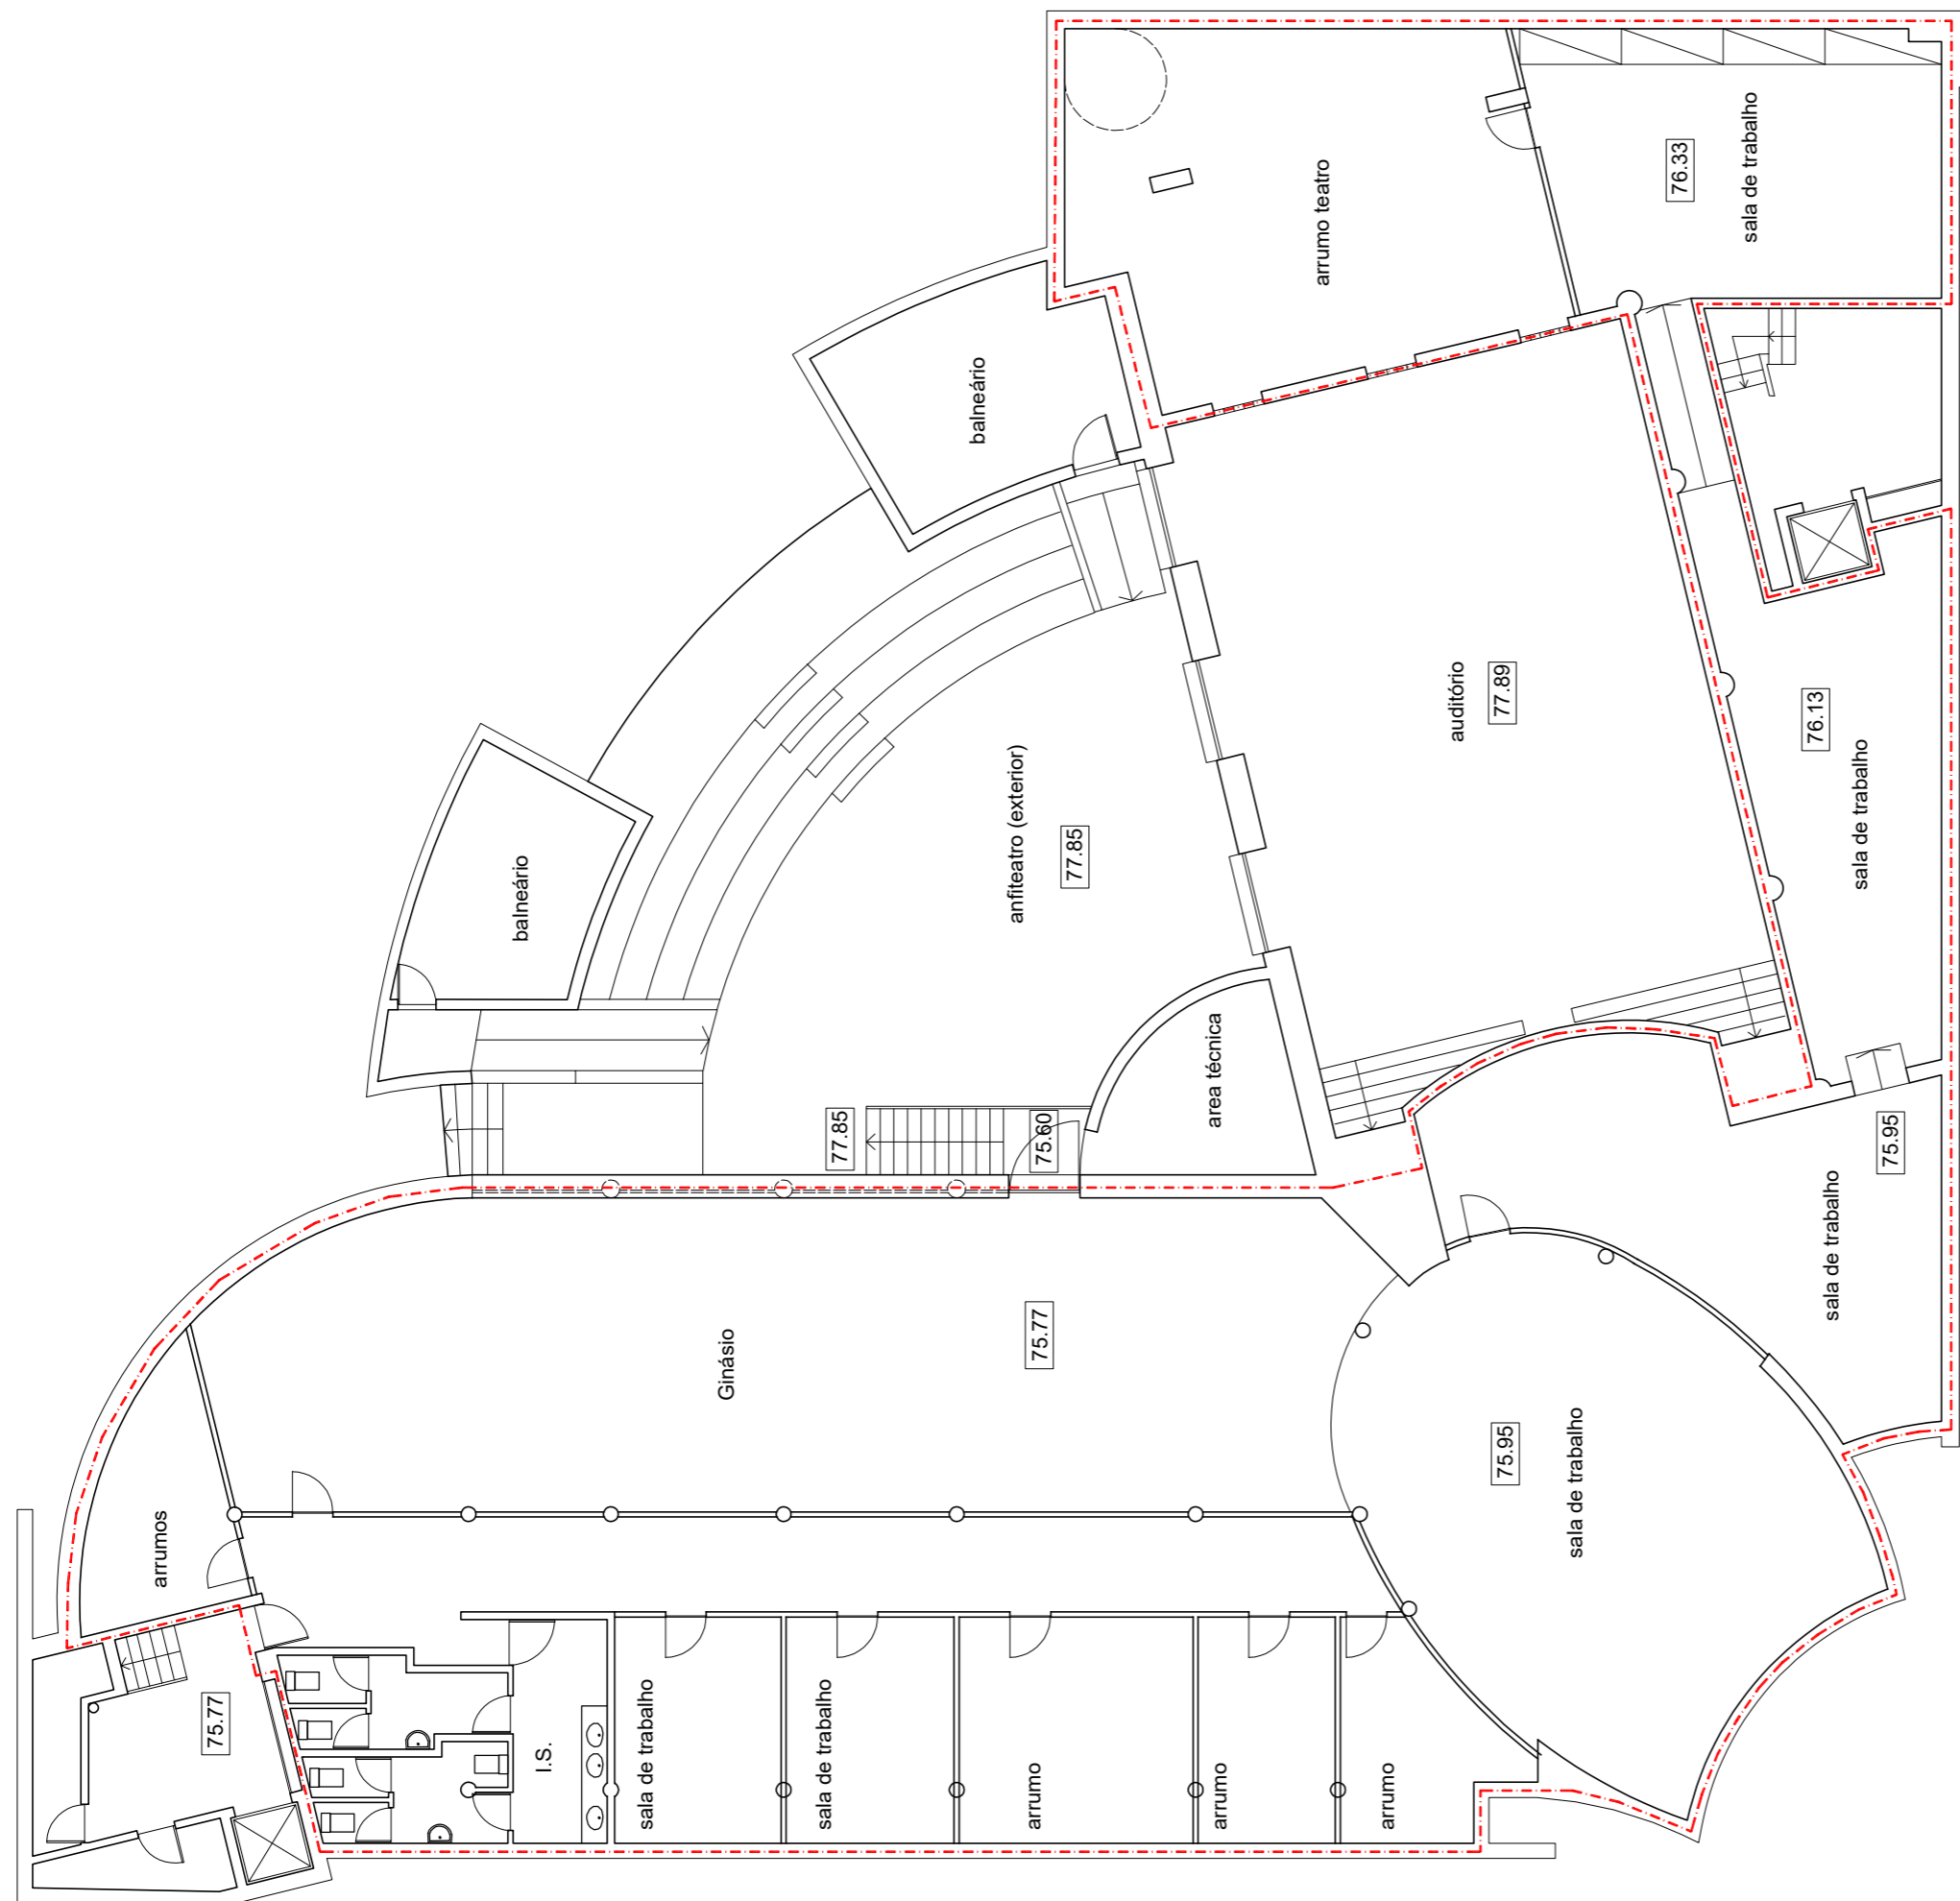 arrumos
75.77
I.S.
sala de trabalho
sala de trabalho
arrumo
arrumo
arrumo
balneário
balneário
anfiteatro (exterior)
77.85
77.85
75.60
area técnica
Ginásio
75.77
75.95
sala de trabalho
auditório
77.89
arrumo teatro
76.33
sala de trabalho
76.13
sala de trabalho
75.95
sala de trabalho